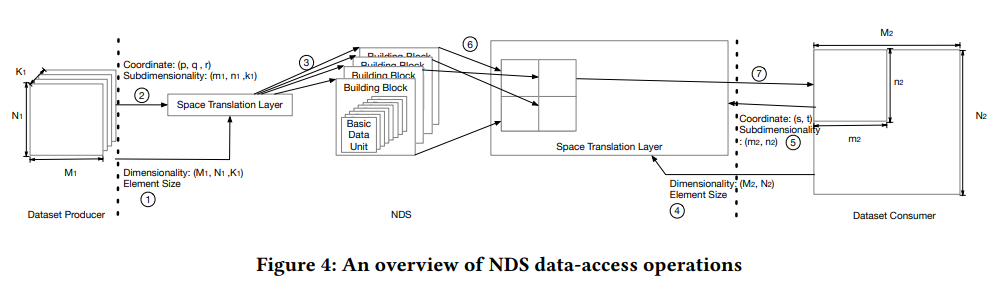 M2
6
K1
Coordinate: (p, q , r)
Subdimensionality: (m1, n1 ,k1)
3
Building Block
Building Block
Building Block
Building Block
7
n2
2
Space Translation Layer
N1
Basic
Data
Unit
Coordinate: (s, t)
Subdimensionality
: (m2, n2)
5
m2
N2
Space Translation Layer
M1
Dimensionality: (M1, N1 ,K1)
Element Size
1
Dimensionality: (M2, N2)
Element Size
4
Dataset Producer
NDS
Dataset Consumer
Figure 4: An overview of NDS data-access operations